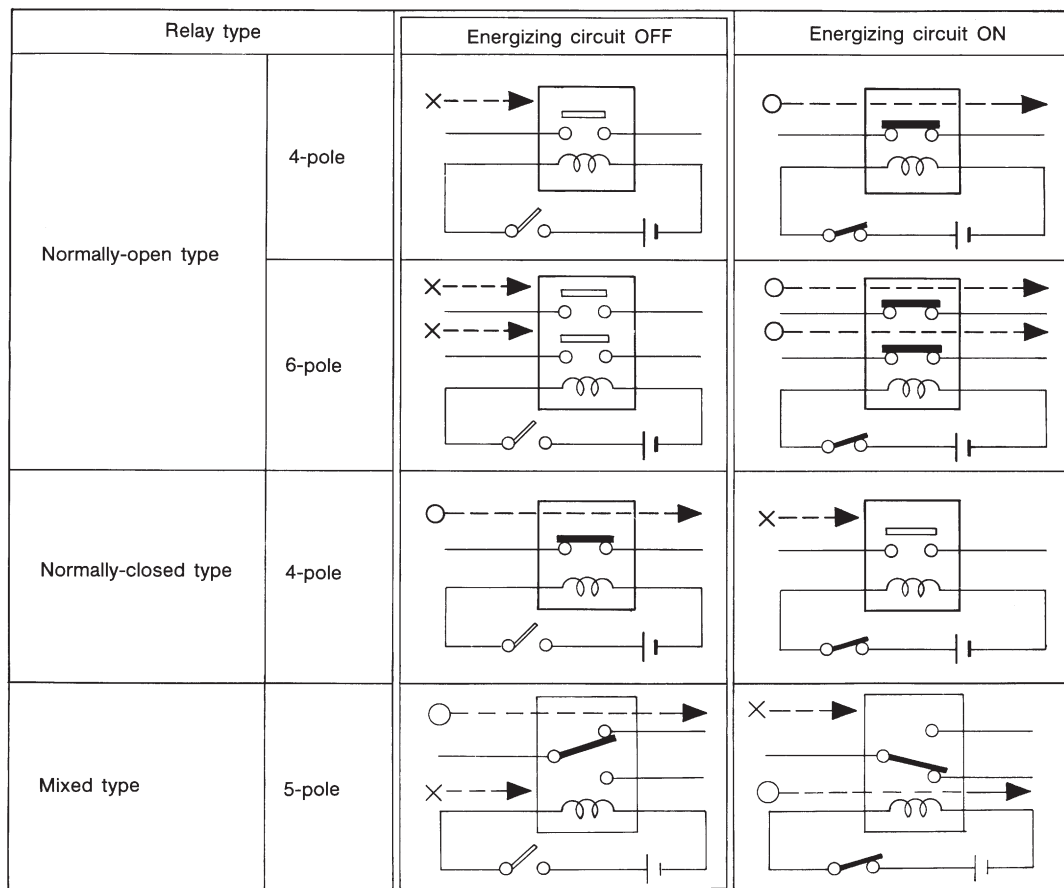 Relay type
Energizing circuit OFF
Energizing circuit ON
Normally-open type
4-pole
6-pole
Normally-closed type
4-pole
Mixed type
5-pole